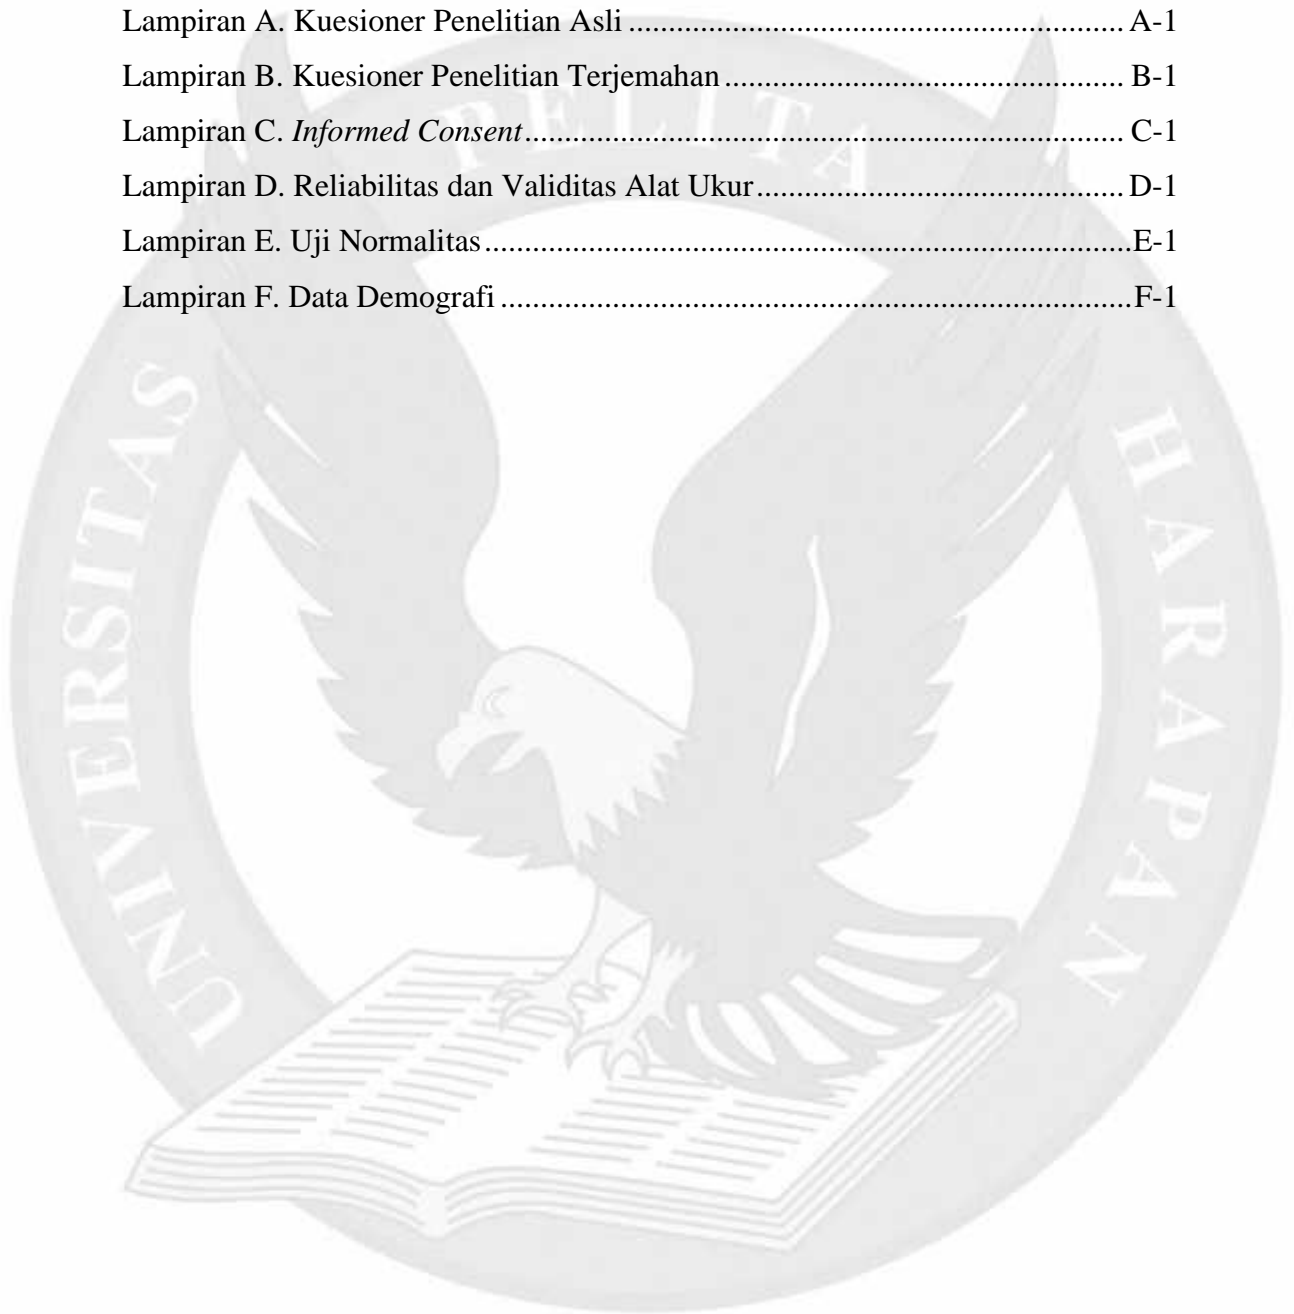 Lampiran A. Kuesioner Penelitian Asli ............................................................... A-1
Lampiran B. Kuesioner Penelitian Terjemahan ................................................... B-1
Lampiran C. Informed Consent ............................................................................ C-1
Lampiran D. Reliabilitas dan Validitas Alat Ukur ............................................... D-1
Lampiran E. Uji Normalitas .................................................................................. E-1
Lampiran F. Data Demografi ................................................................................ F-1
UNIVERSITAS PELITA HARAPAN